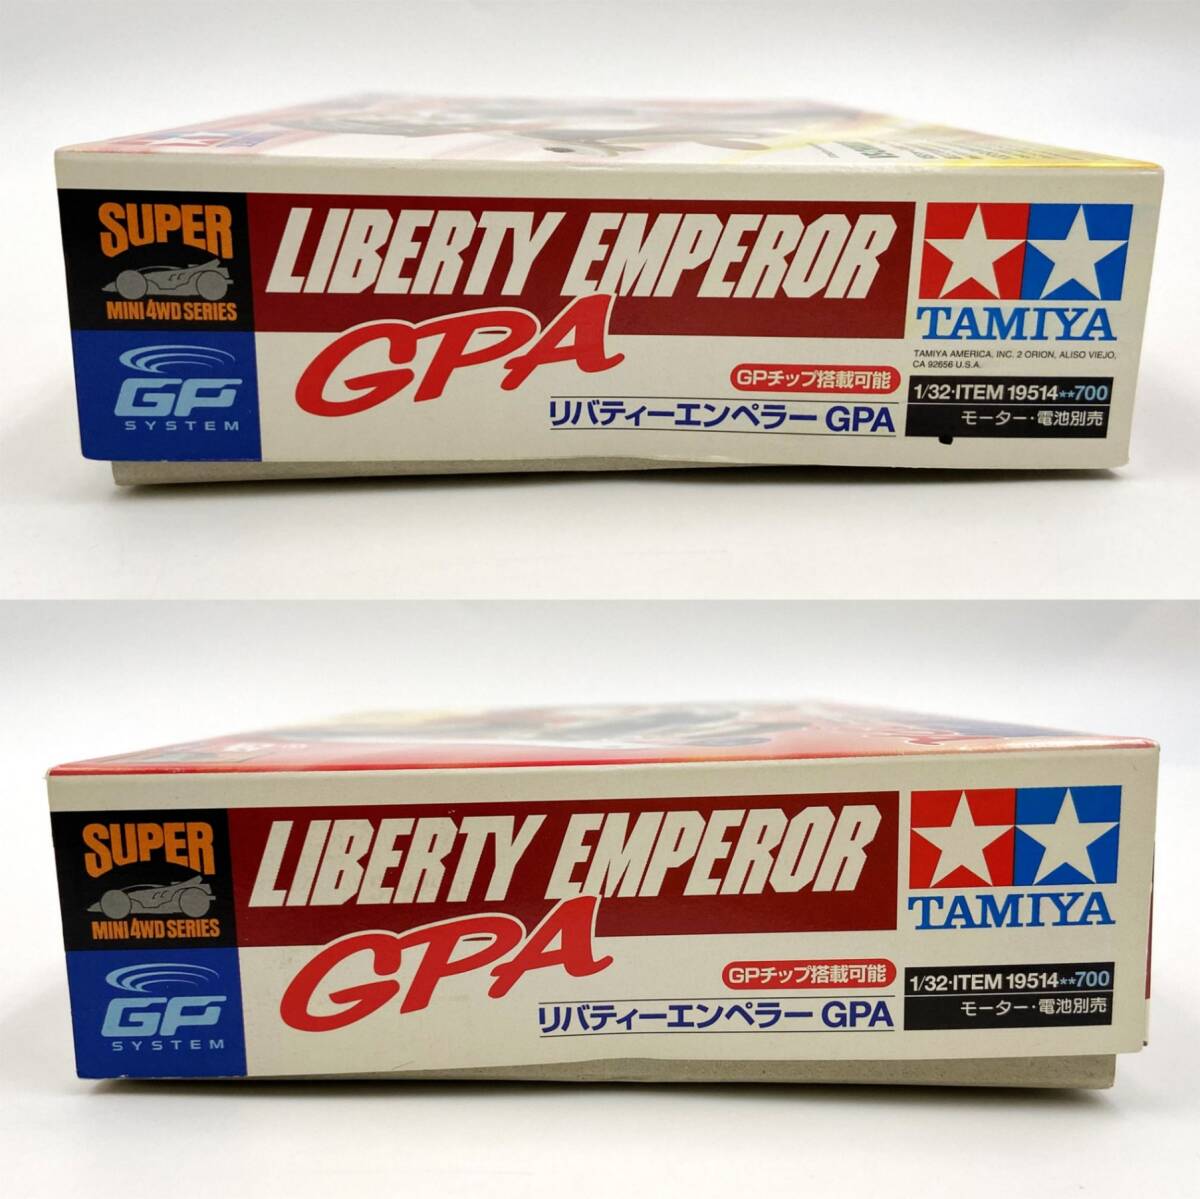 SUPER
MINI 4WD SERIES
GP
SYSTEM
LIBERTY EMPEROR
GPA
GPチップ搭載可能
リバティーエンペラー GPA
TAMIYA
TAMIYA AMERICA, INC. 2 ORION, ALISO VIEJO,
CA 92656 U.S.A.
1/32·ITEM 19514**700
モーター・電池別売
SUPER
MINI 4WD SERIES
GP
SYSTEM
LIBERTY EMPEROR
GPA
GPチップ搭載可能
リバティーエンペラー GPA
TAMIYA
1/32·ITEM 19514**700
モーター・電池別売